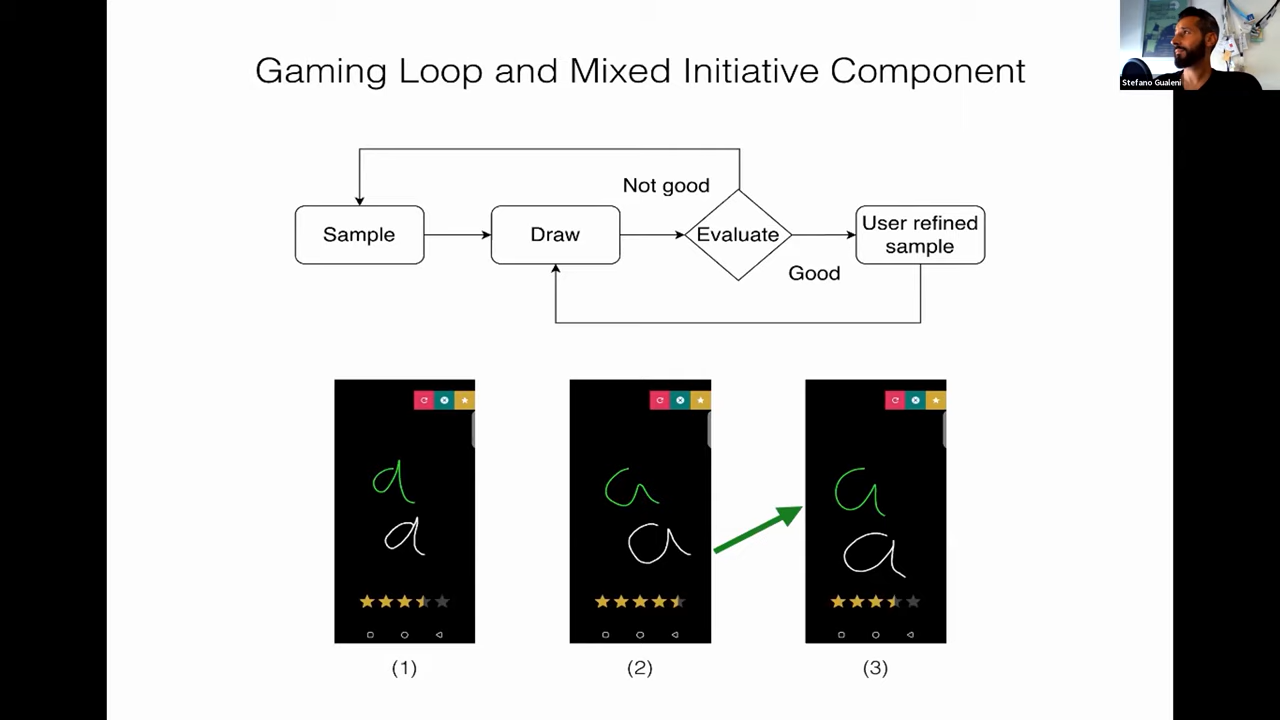 Gaming Loop and Mixed Initiative Component
Stefano Gualeni
Not good
Sample
Draw
Evaluate
User refined
sample
Good
a
a
a
a
a
a
(1)
(2)
(3)